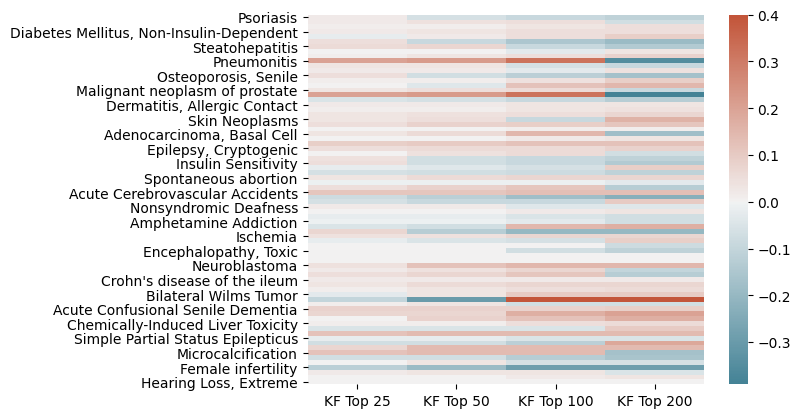 Psoriasis
Diabetes Mellitus, Non-Insulin-Dependent
Steatohepatitis
Pneumonitis
Osteoporosis, Senile
Malignant neoplasm of prostate
Dermatitis, Allergic Contact
Skin Neoplasms
Adenocarcinoma, Basal Cell
Epilepsy, Cryptogenic
Insulin Sensitivity
Spontaneous abortion
Acute Cerebrovascular Accidents
Nonsyndromic Deafness
Amphetamine Addiction
Ischemia
Encephalopathy, Toxic
Neuroblastoma
Crohn's disease of the ileum
Bilateral Wilms Tumor
Acute Confusional Senile Dementia
Chemically-Induced Liver Toxicity
Simple Partial Status Epilepticus
Microcalcification
Female infertility
Hearing Loss, Extreme
KF Top 25 KF Top 50 KF Top 100 KF Top 200
0.4
0.3
0.2
0.1
0.0
−0.1
−0.2
−0.3